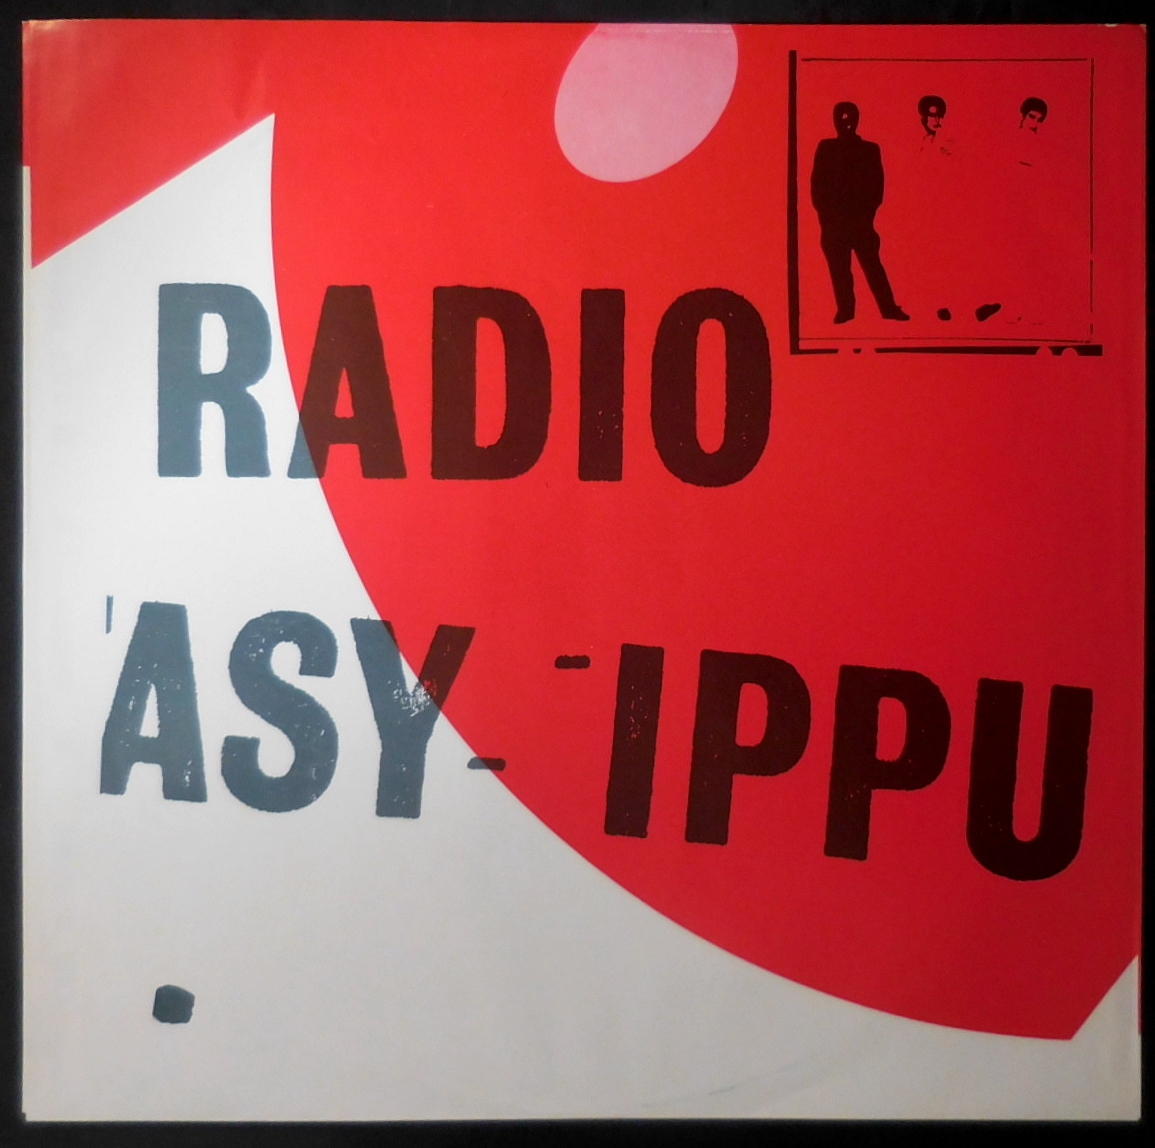 RADIO
'ASY- -IPPU
.